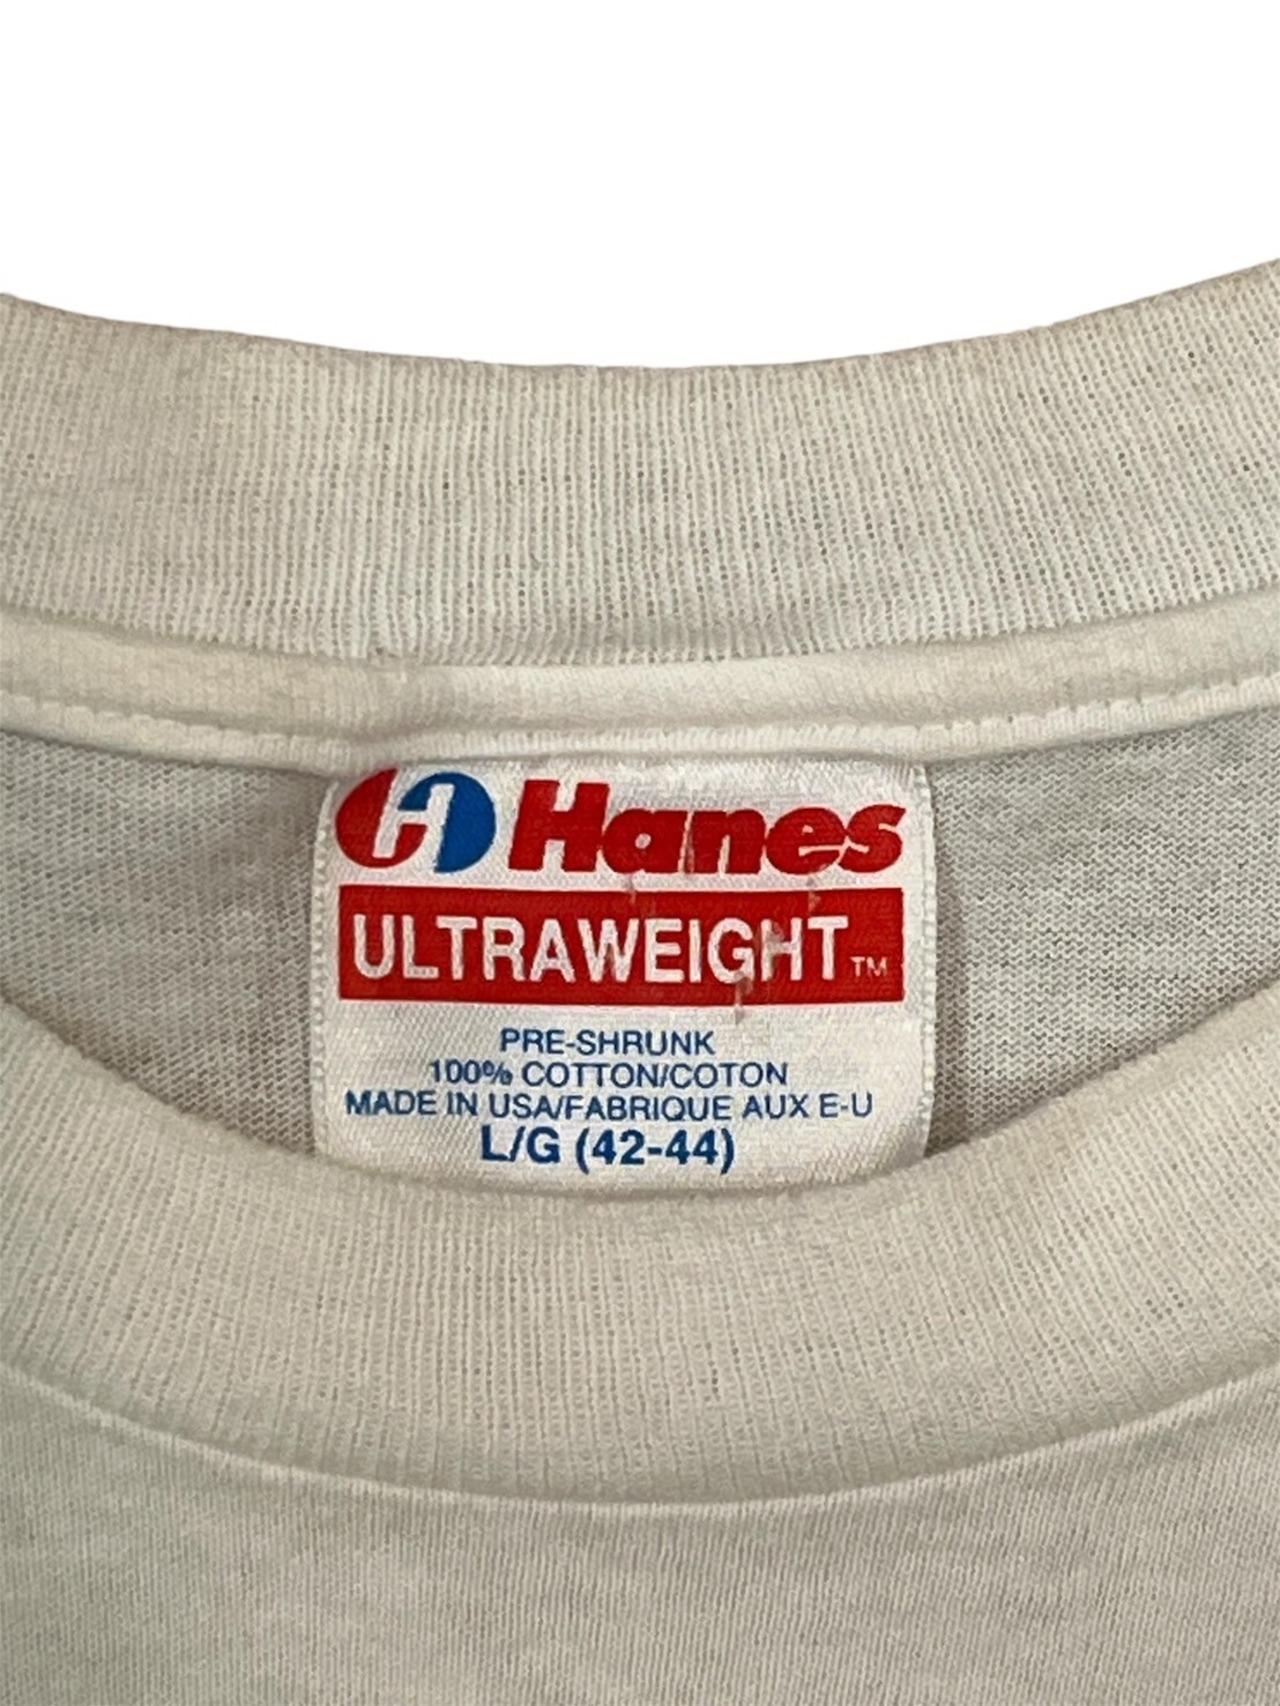 Hanes
ULTRAWEIGHT™
PRE-SHRUNK
100% COTTON/COTON
MADE IN USA/FABRIQUE AUX E-U
L/G (42-44)